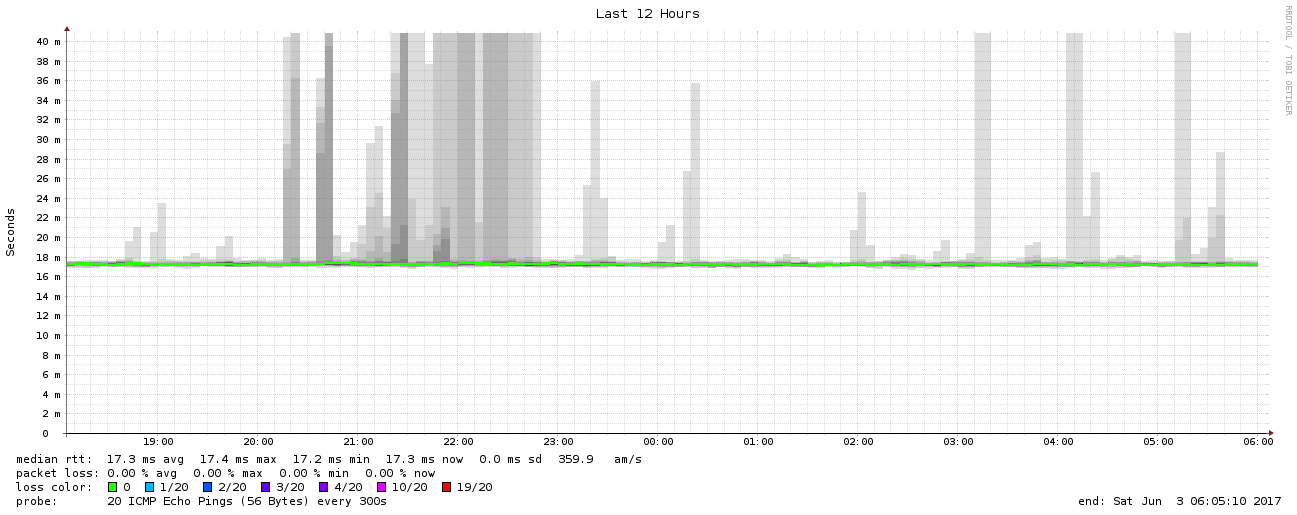 Last 12 Hours
RRDTOOL / TOBI OETIKER
Seconds
40 m
38 m
36 m
34 m
32 m
30 m
28 m
26 m
24 m
22 m
20 m
18 m
16 m
14 m
12 m
10 m
8 m
6 m
4 m
2 m
0
19:00 20:00 21:00 22:00 23:00 00:00 01:00 02:00 03:00 04:00 05:00 06:00
median rtt: 17.3 ms avg 17.4 ms max 17.2 ms min 17.3 ms now 0.0 ms sd 359.9 am/s
packet loss: 0.00 % avg 0.00 % max 0.00 % min 0.00 % now
loss color: 0 1/20 2/20 3/20 4/20 10/20 19/20
probe: 20 ICMP Echo Pings (56 Bytes) every 300s end: Sat Jun 3 06:05:10 2017